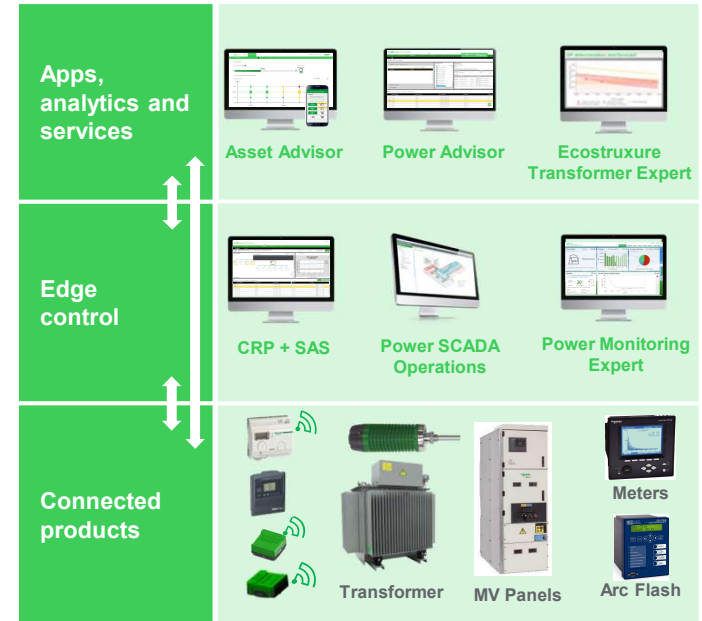 Apps,
analytics and
services
Asset Advisor
Power Advisor
Ecostruxure
Transformer Expert
Edge
control
CRP + SAS
Power SCADA
Operations
Power Monitoring
Expert
Connected
products
Transformer
MV Panels
Meters
Arc Flash